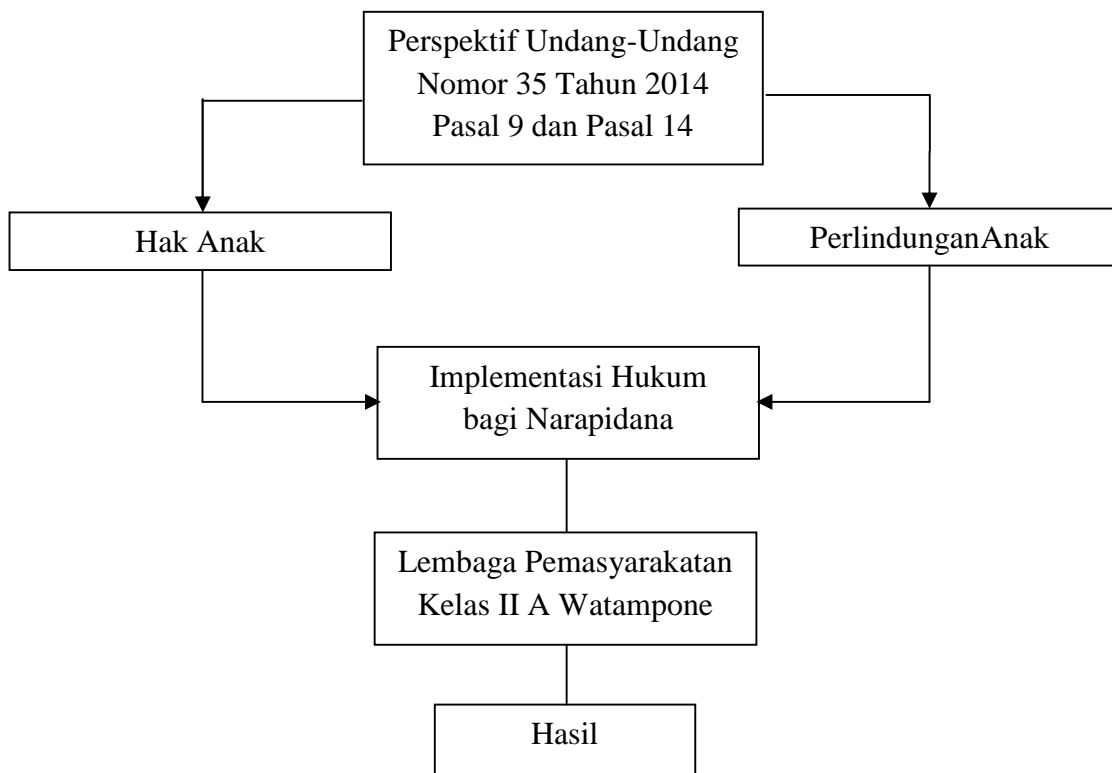 Perspektif Undang-Undang
Nomor 35 Tahun 2014
Pasal 9 dan Pasal 14
Hak Anak
PerlindunganAnak
Implementasi Hukum
bagi Narapidana
Lembaga Pemasyarakatan
Kelas II A Watampone
Hasil